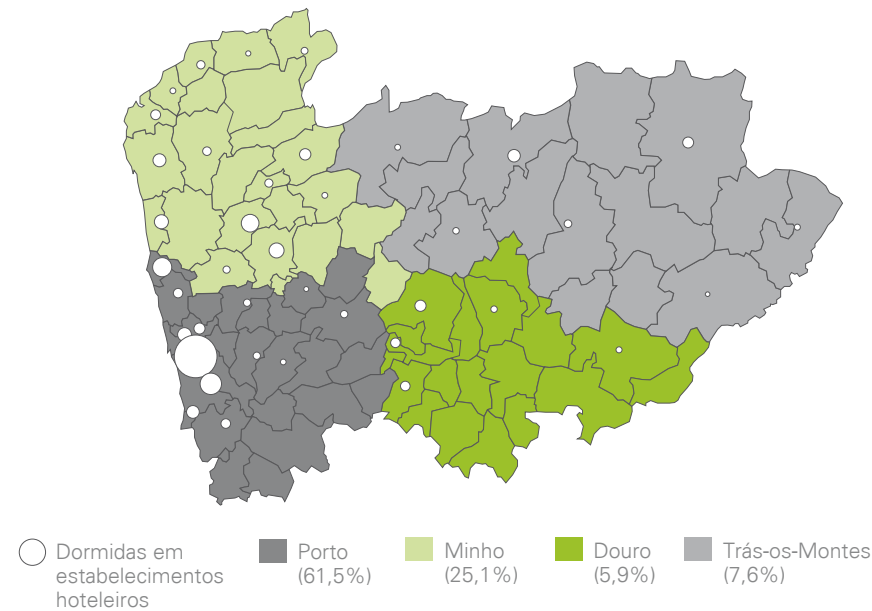 Dormidas em
estabelecimentos
hoteleiros
Porto
(61,5%)
Minho
(25,1%)
Douro
(5,9%)
Trás-os-Montes
(7,6%)